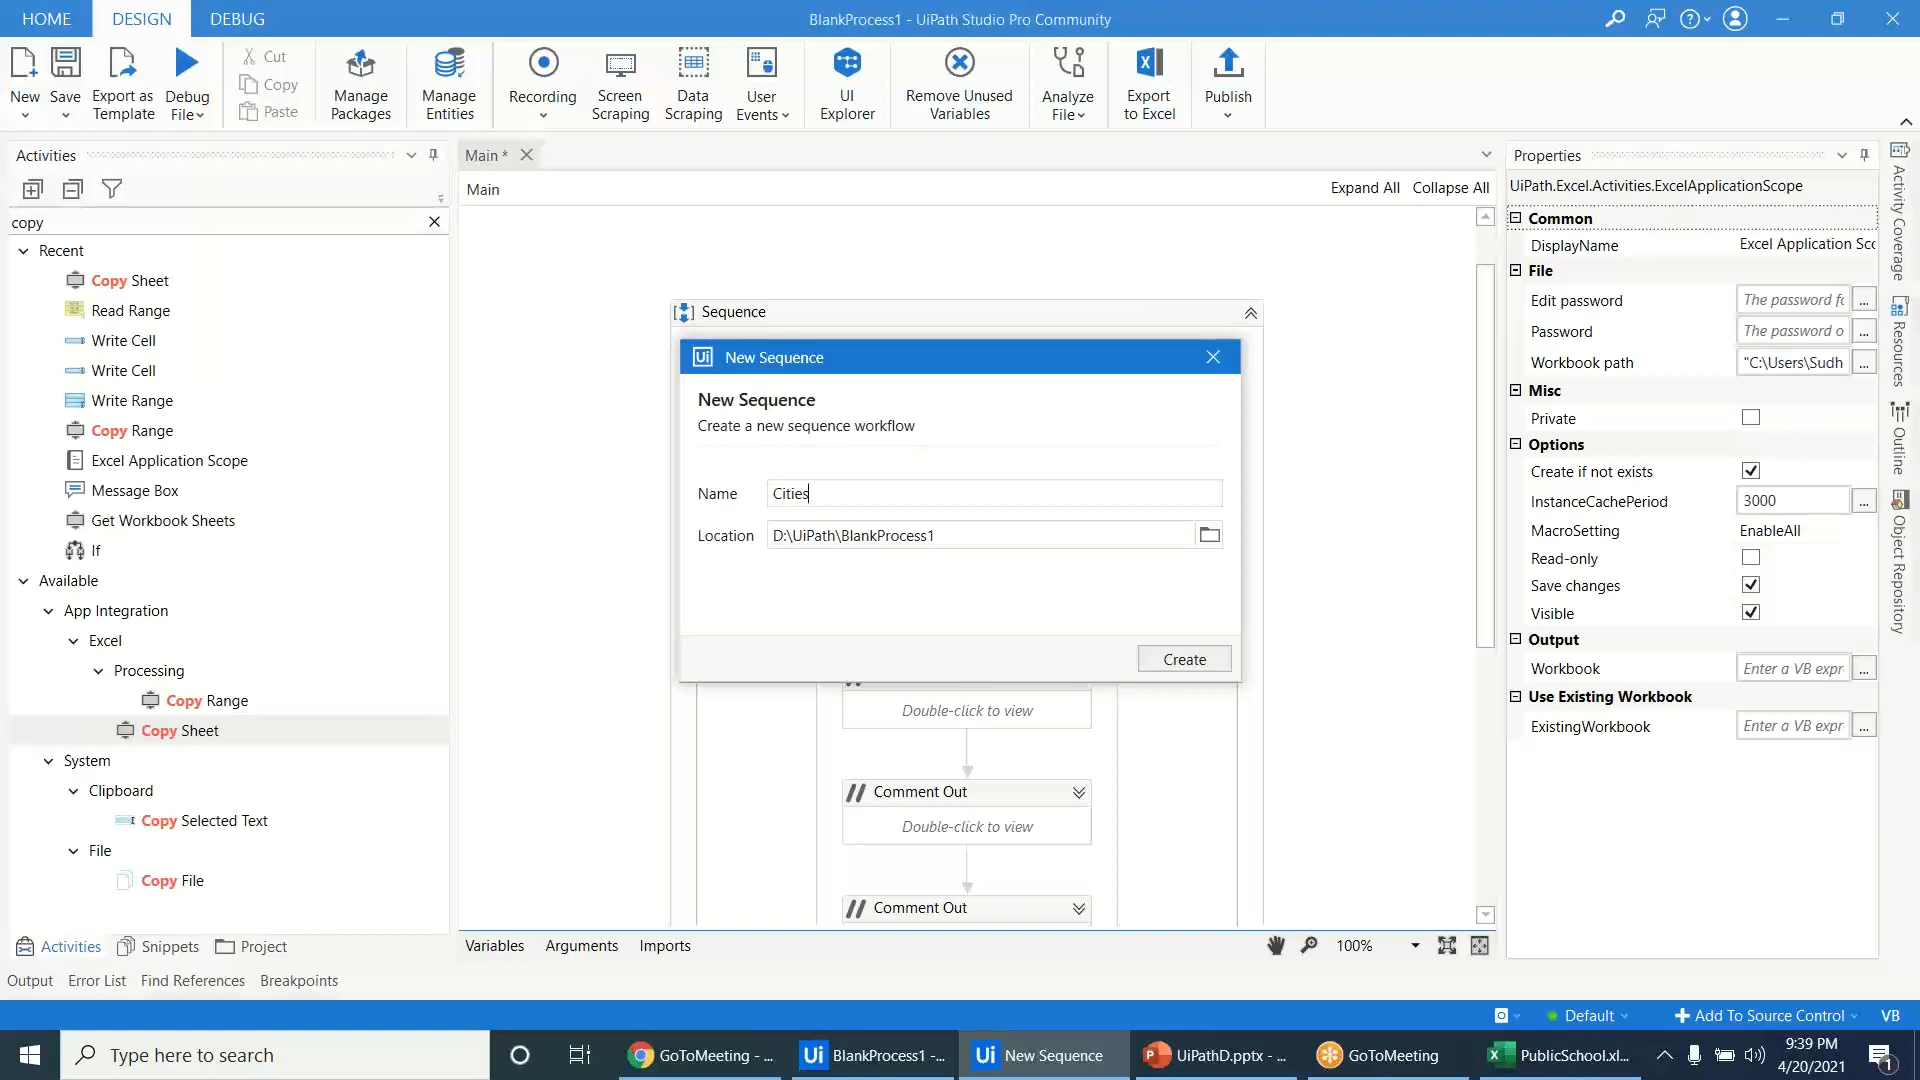 HOME DESIGN DEBUG
BlankProcess1 - UiPath Studio Pro Community
New Save Export as Template Debug File
Cut
Copy
Paste
Manage Packages Manage Entities Recording Screen Scraping Data Scraping User Events UI Explorer Remove Unused Variables Analyze File Export to Excel Publish
Activities
copy
Recent
Copy Sheet
Read Range
Write Cell
Write Cell
Write Range
Copy Range
Excel Application Scope
Message Box
Get Workbook Sheets
If
Available
App Integration
Excel
Processing
Copy Range
Copy Sheet
System
Clipboard
Copy Selected Text
File
Copy File
Activities Snippets Project
Output Error List Find References Breakpoints
Main *
Main
Expand All Collapse All
Sequence
Ui New Sequence
New Sequence
Create a new sequence workflow
Name Cities
Location D:\UiPath\BlankProcess1
Create
Double-click to view
// Comment Out
Double-click to view
// Comment Out
Variables Arguments Imports
100%
Properties
UiPath.Excel.Activities.ExcelApplicationScope
Common
DisplayName Excel Application Sco
File
Edit password The password fo ...
Password The password o ...
Workbook path "C:\Users\Sudh ...
Misc
Private
Options
Create if not exists
InstanceCachePeriod 3000 ...
MacroSetting EnableAll
Read-only
Save changes
Visible
Output
Workbook Enter a VB expr ...
Use Existing Workbook
ExistingWorkbook Enter a VB expr ...
Activity Coverage
Resources
Outline
Object Repository
Default
Add To Source Control
VB
Type here to search
GoToMeeting - ...
Ui BlankProcess1 -...
Ui New Sequence
UiPathD.pptx - ...
GoToMeeting
PublicSchool.xl...
9:39 PM
4/20/2021
1